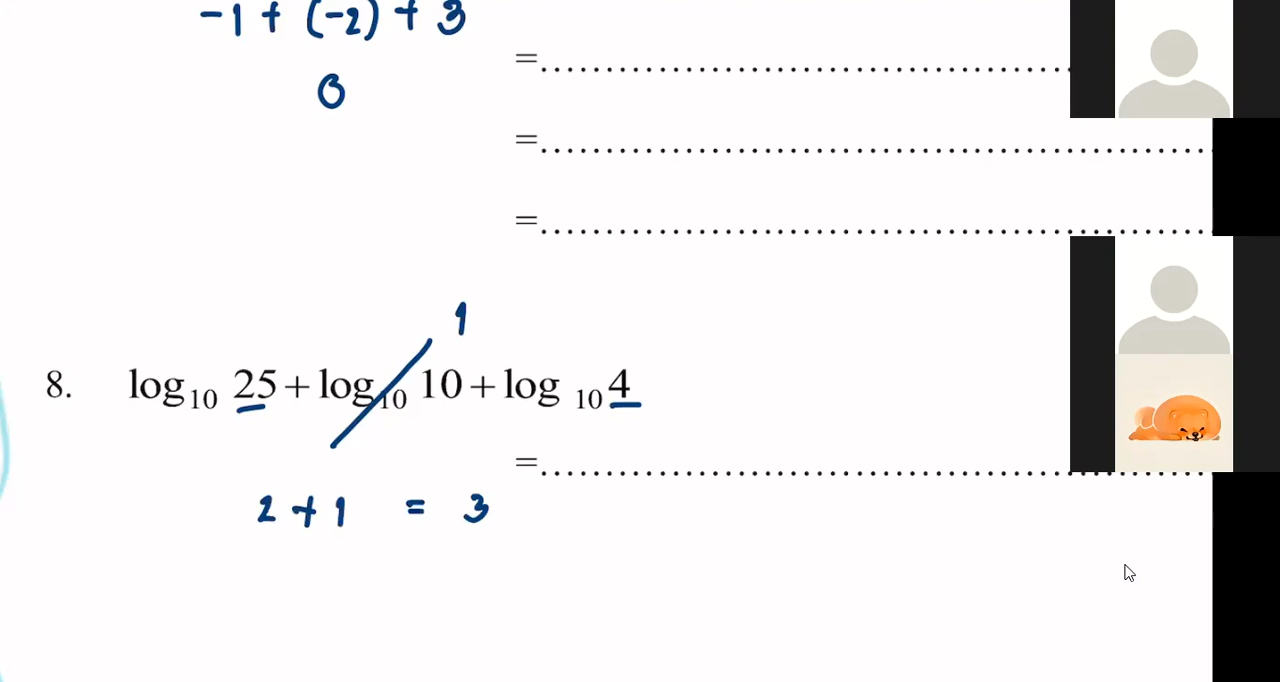 -1 + (-2) + 3
=........................................
0
=..................................................
=..................................................
1
8. log₁₀ 25 + log₁₀ 10 + log ₁₀ 4
=..................................................
2 + 1 = 3